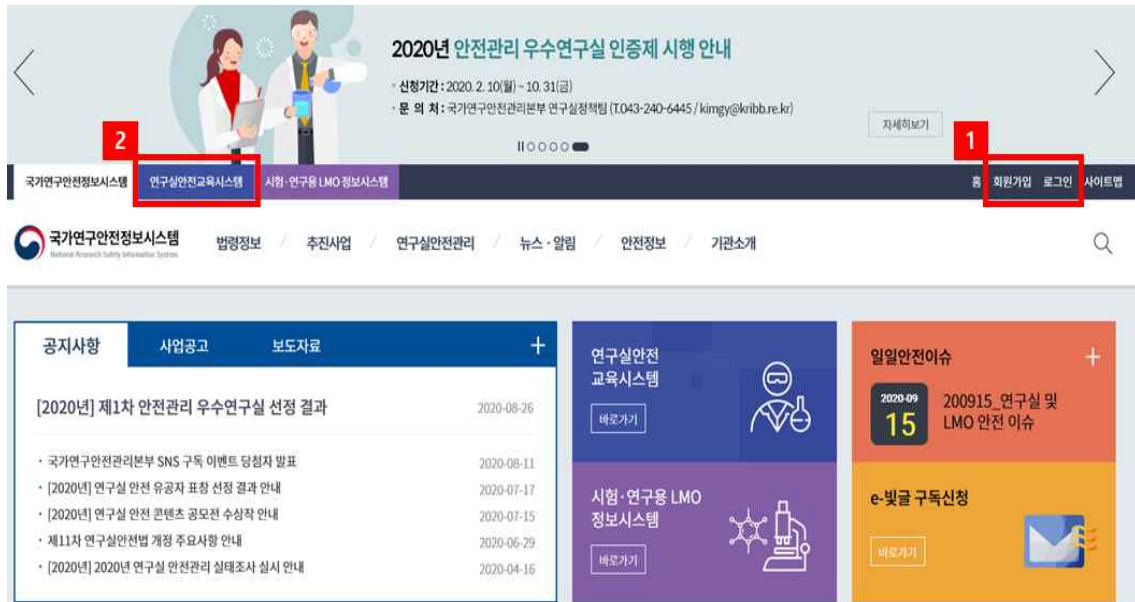 2020년 안전관리 우수연구실 인증제 시행 안내
· 신청기간 : 2020. 2. 10(월) ~ 10. 31(금)
· 문 의 처 : 국가연구안전관리본부 연구실정책팀 (T.043-240-6445 / kimgy@kribb.re.kr)
자세히보기
2
1
국가연구안전정보시스템 연구실안전교육시스템 시험·연구용 LMO 정보시스템 홈 회원가입 로그인 사이트맵
국가연구안전정보시스템 법령정보 / 추진사업 / 연구실안전관리 / 뉴스·알림 / 안전정보 / 기관소개
National Research Safety Information System
공지사항 사업공고 보도자료 +
[2020년] 제1차 안전관리 우수연구실 선정 결과 2020-08-26
· 국가연구안전관리본부 SNS 구독 이벤트 당첨자 발표 2020-08-11
· [2020년] 연구실 안전 유공자 표창 선정 결과 안내 2020-07-17
· [2020년] 연구실 안전 콘텐츠 공모전 수상작 안내 2020-07-15
· 제11차 연구실안전법 개정 주요사항 안내 2020-06-29
· [2020년] 2020년 연구실 안전관리 실태조사 실시 안내 2020-04-16
연구실안전
교육시스템
바로가기
시험·연구용 LMO
정보시스템
바로가기
일일안전이슈 +
2020-09
15
200915_연구실 및
LMO 안전 이슈
e-빛글 구독신청
바로가기